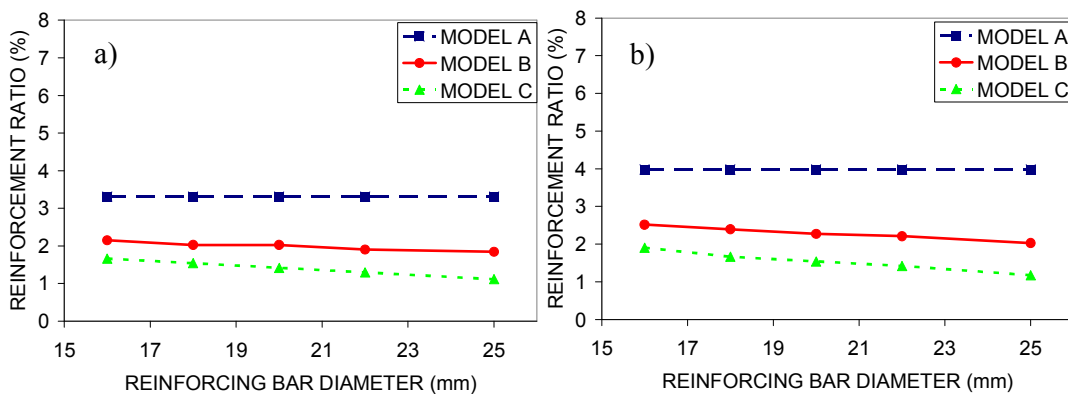 a)
MODEL A
MODEL B
MODEL C
REINFORCEMENT RATIO (%)
8
7
6
5
4
3
2
1
0
15 17 19 21 23 25
REINFORCING BAR DIAMETER (mm)
b)
MODEL A
MODEL B
MODEL C
REINFORCEMENT RATIO (%)
8
7
6
5
4
3
2
1
0
15 17 19 21 23 25
REINFORCING BAR DIAMETER (mm)